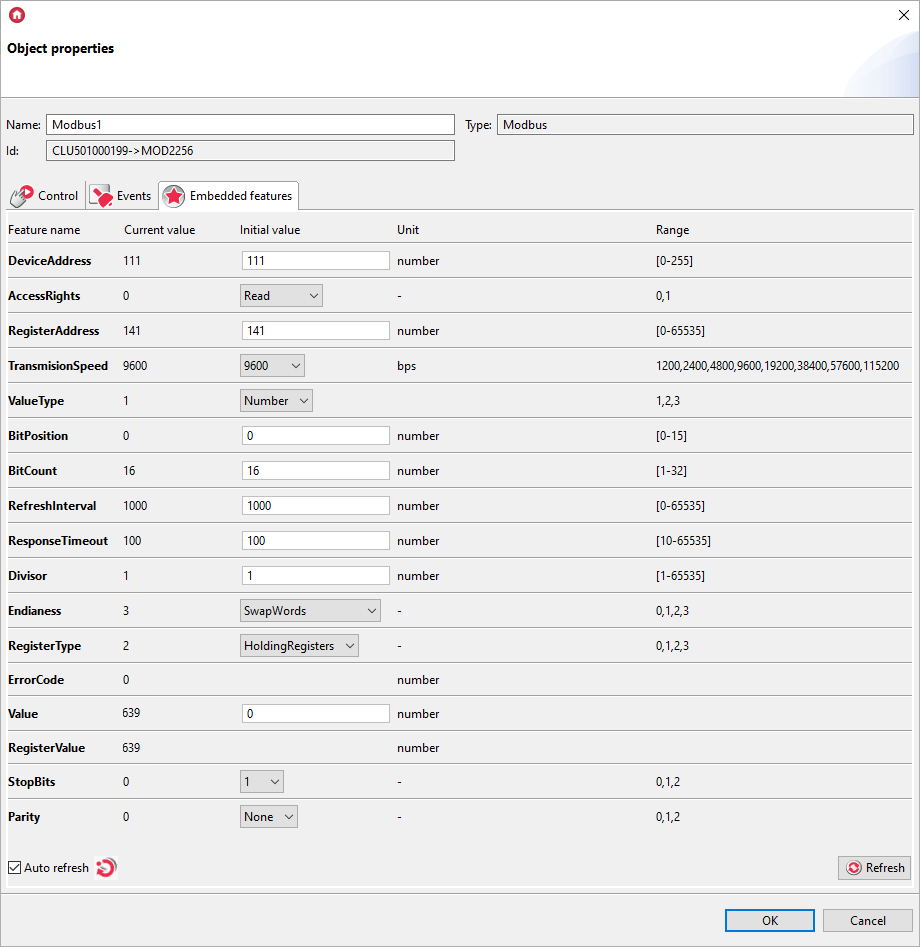 Object properties
Name: Modbus1 Type: Modbus
Id: CLU501000199->MOD2256
Control Events Embedded features
Feature name Current value Initial value Unit Range
DeviceAddress 111 111 number [0-255]
AccessRights 0 Read - 0,1
RegisterAddress 141 141 number [0-65535]
TransmisionSpeed 9600 9600 bps 1200,2400,4800,9600,19200,38400,57600,115200
ValueType 1 Number 1,2,3
BitPosition 0 0 number [0-15]
BitCount 16 16 number [1-32]
RefreshInterval 1000 1000 number [0-65535]
ResponseTimeout 100 100 number [10-65535]
Divisor 1 1 number [1-65535]
Endianess 3 SwapWords - 0,1,2,3
RegisterType 2 HoldingRegisters - 0,1,2,3
ErrorCode 0 number
Value 639 0 number
RegisterValue 639 number
StopBits 0 1 - 0,1,2
Parity 0 None - 0,1,2
Auto refresh Refresh
OK Cancel